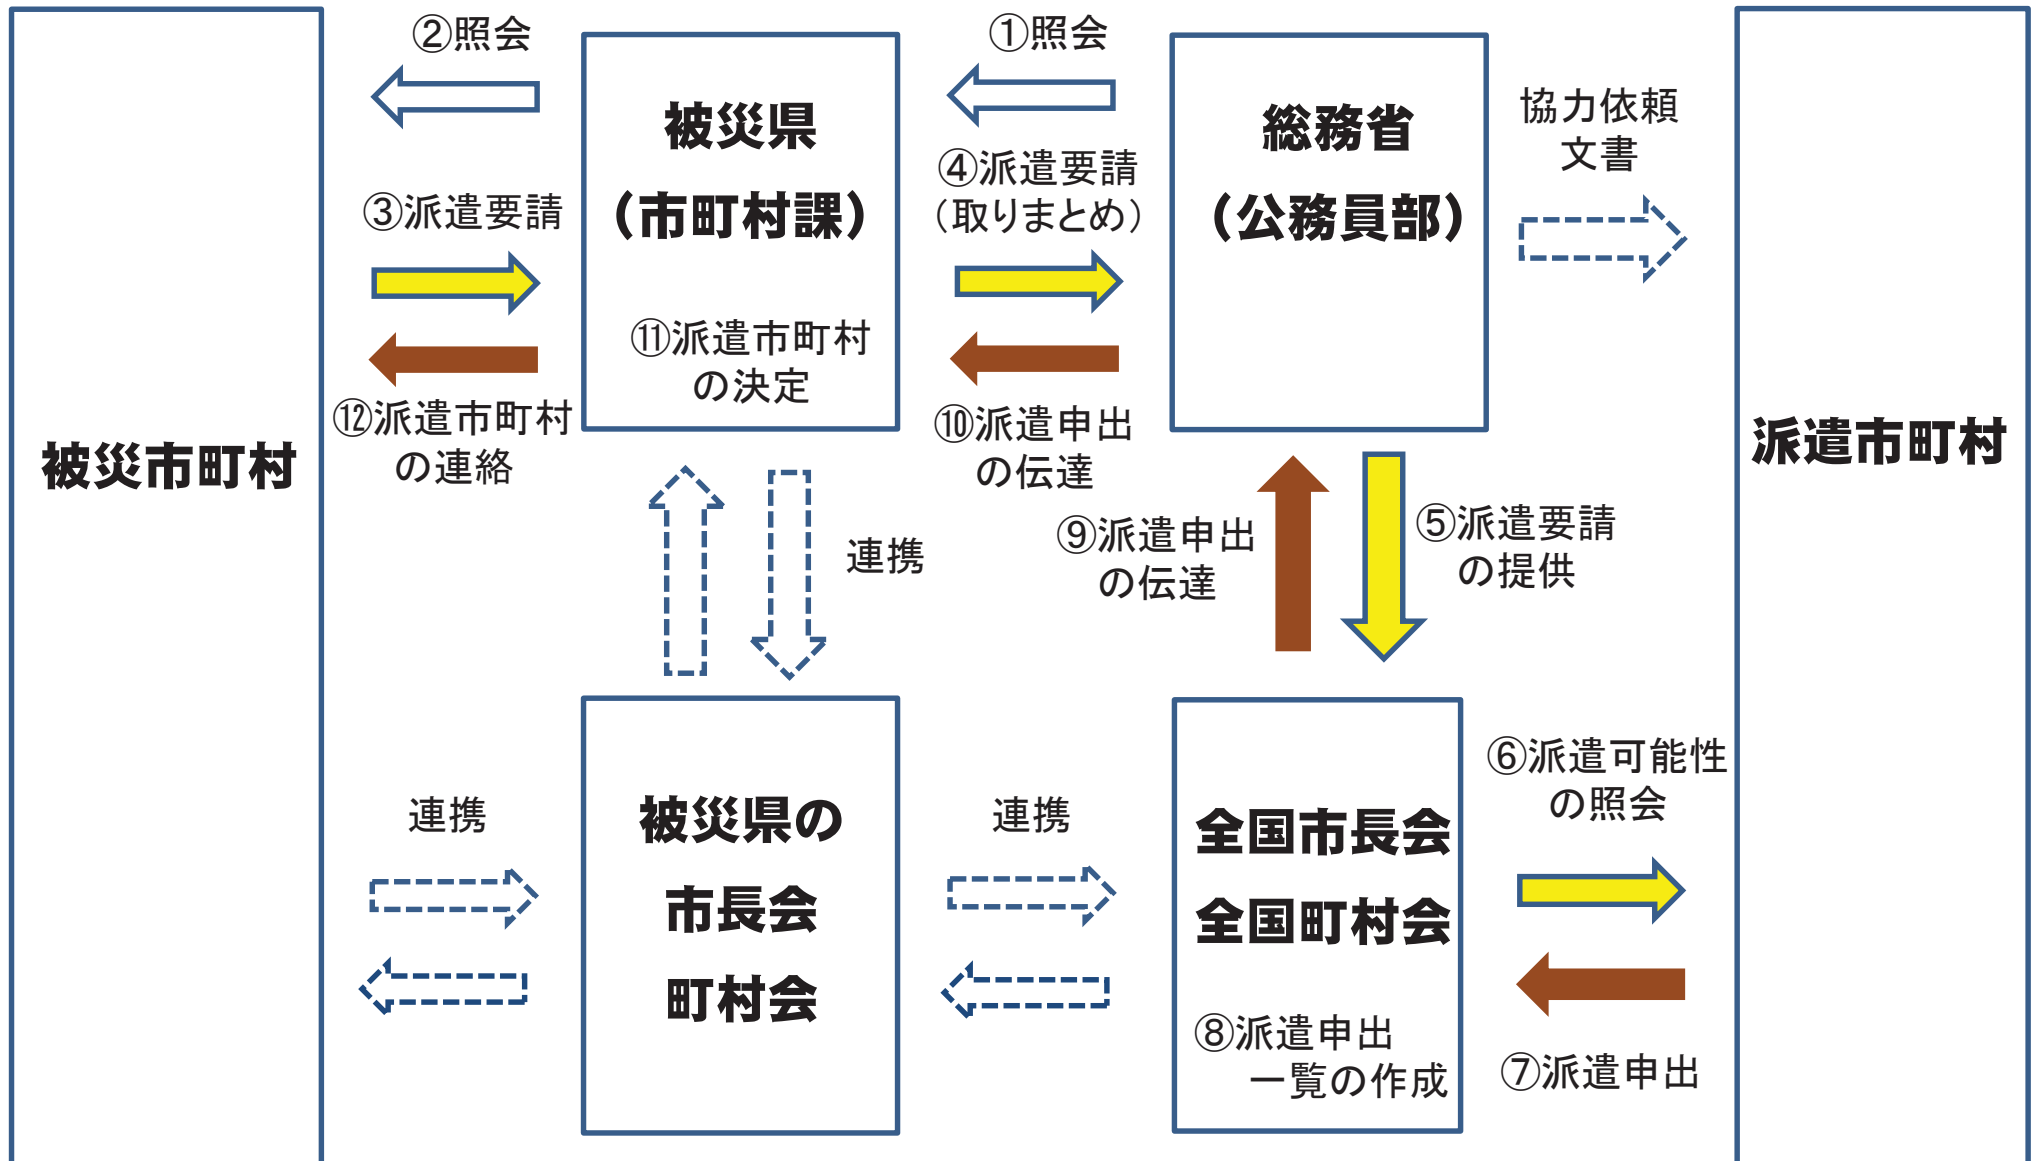 被災市町村
②照会
③派遣要請
⑫派遣市町村
の連絡
被災県
（市町村課）
⑪派遣市町村
の決定
①照会
④派遣要請
（取りまとめ）
⑩派遣申出
の伝達
総務省
（公務員部）
協力依頼
文書
派遣市町村
連携
⑨派遣申出
の伝達
⑤派遣要請
の提供
連携
被災県の
市長会
町村会
連携
全国市長会
全国町村会
⑧派遣申出
一覧の作成
⑥派遣可能性
の照会
⑦派遣申出